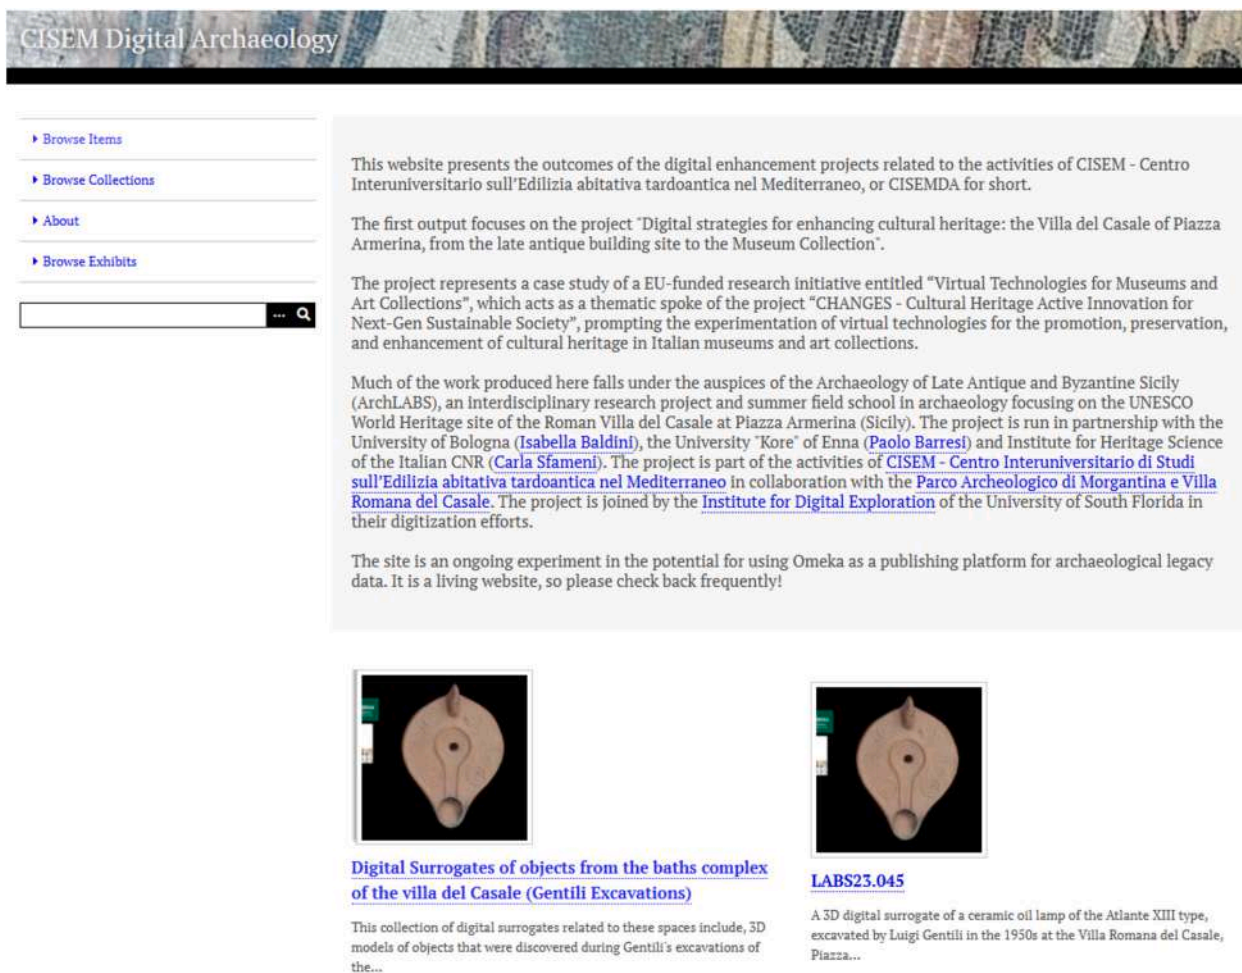 CISEM Digital Archaeology
Browse Items
Browse Collections
About
Browse Exhibits
...
This website presents the outcomes of the digital enhancement projects related to the activities of CISEM - Centro
Interuniversitario sull'Edilizia abitativa tardoantica nel Mediterraneo, or CISEMDA for short.
The first output focuses on the project "Digital strategies for enhancing cultural heritage: the Villa del Casale of Piazza
Armerina, from the late antique building site to the Museum Collection".
The project represents a case study of a EU-funded research initiative entitled “Virtual Technologies for Museums and
Art Collections”, which acts as a thematic spoke of the project “CHANGES - Cultural Heritage Active Innovation for
Next-Gen Sustainable Society”, prompting the experimentation of virtual technologies for the promotion, preservation,
and enhancement of cultural heritage in Italian museums and art collections.
Much of the work produced here falls under the auspices of the Archaeology of Late Antique and Byzantine Sicily
(ArchLABS), an interdisciplinary research project and summer field school in archaeology focusing on the UNESCO
World Heritage site of the Roman Villa del Casale at Piazza Armerina (Sicily). The project is run in partnership with the
University of Bologna (Isabella Baldini), the University "Kore" of Enna (Paolo Barresi) and Institute for Heritage Science
of the Italian CNR (Carla Sfameni). The project is part of the activities of CISEM - Centro Interuniversitario di Studi
sull'Edilizia abitativa tardoantica nel Mediterraneo in collaboration with the Parco Archeologico di Morgantina e Villa
Romana del Casale. The project is joined by the Institute for Digital Exploration of the University of South Florida in
their digitization efforts.
The site is an ongoing experiment in the potential for using Omeka as a publishing platform for archaeological legacy
data. It is a living website, so please check back frequently!
Digital Surrogates of objects from the baths complex
of the villa del Casale (Gentili Excavations)
This collection of digital surrogates related to these spaces include, 3D
models of objects that were discovered during Gentili's excavations of
the...
LABS23.045
A 3D digital surrogate of a ceramic oil lamp of the Atlante XIII type,
excavated by Luigi Gentili in the 1950s at the Villa Romana del Casale,
Piazza...